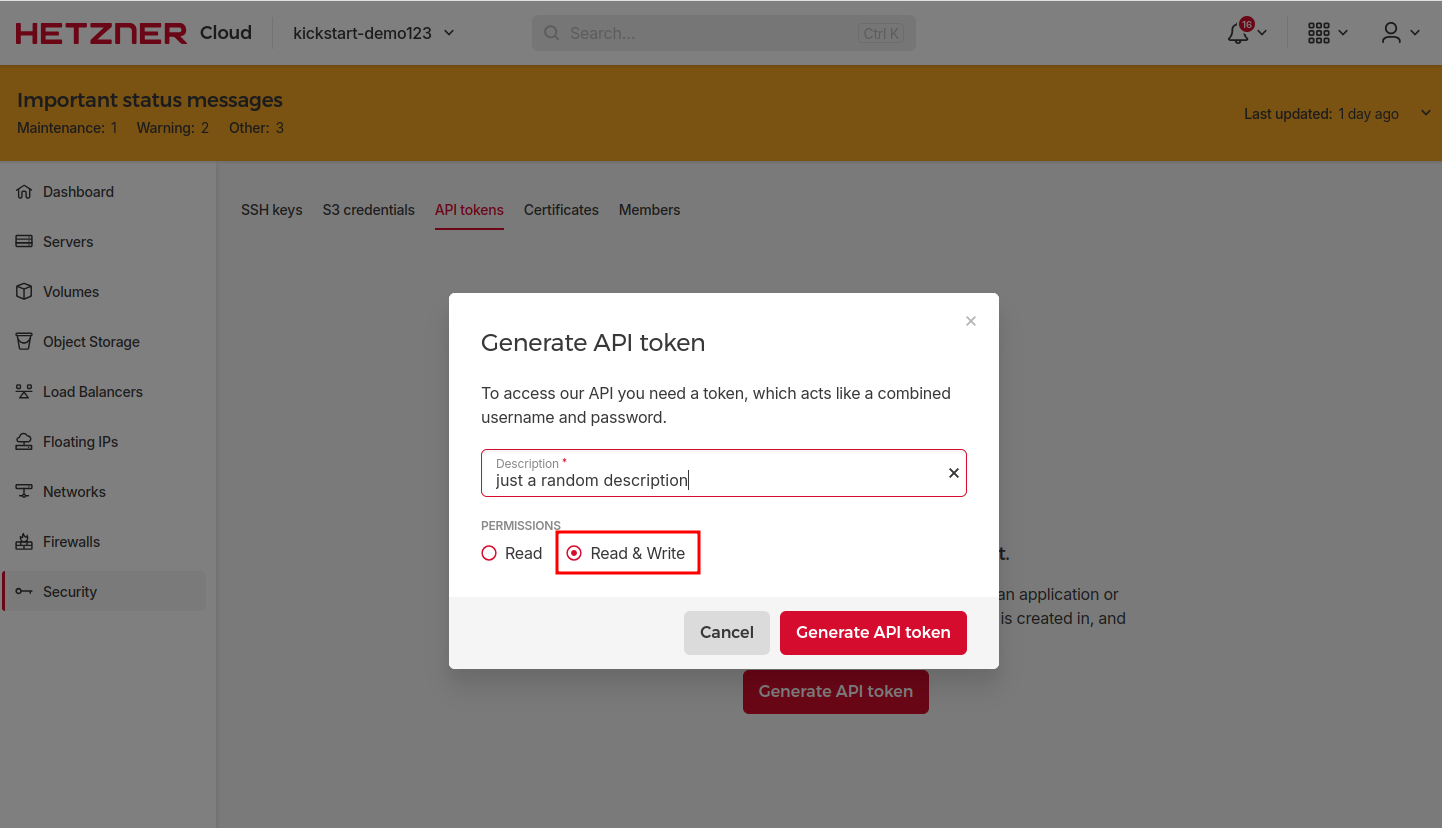 HETZNER Cloud
kickstart-demo123
Search...
Ctrl K
16
Important status messages
Maintenance: 1 Warning: 2 Other: 3
Last updated: 1 day ago
Dashboard
Servers
Volumes
Object Storage
Load Balancers
Floating IPs
Networks
Firewalls
Security
SSH keys
S3 credentials
API tokens
Certificates
Members
Generate API token
To access our API you need a token, which acts like a combined
username and password.
Description *
just a random description
PERMISSIONS
Read
Read & Write
Cancel
Generate API token
t.
an application or
is created in, and
Generate API token